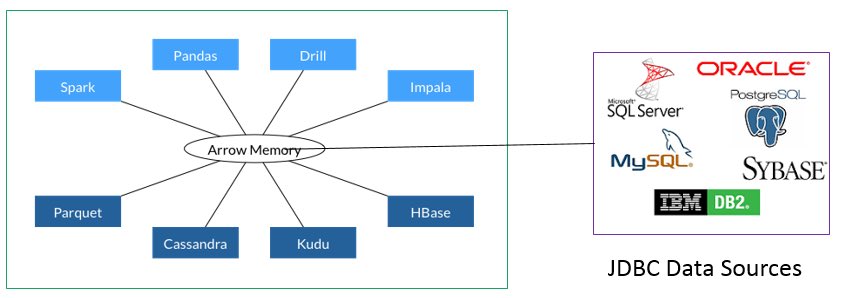 Pandas
Drill
Spark
Impala
Arrow Memory
Parquet
HBase
Cassandra
Kudu
ORACLE®
Microsoft®
SQL Server®
PostgreSQL
MySQL®
SYBASE®
IBM DB2®
JDBC Data Sources